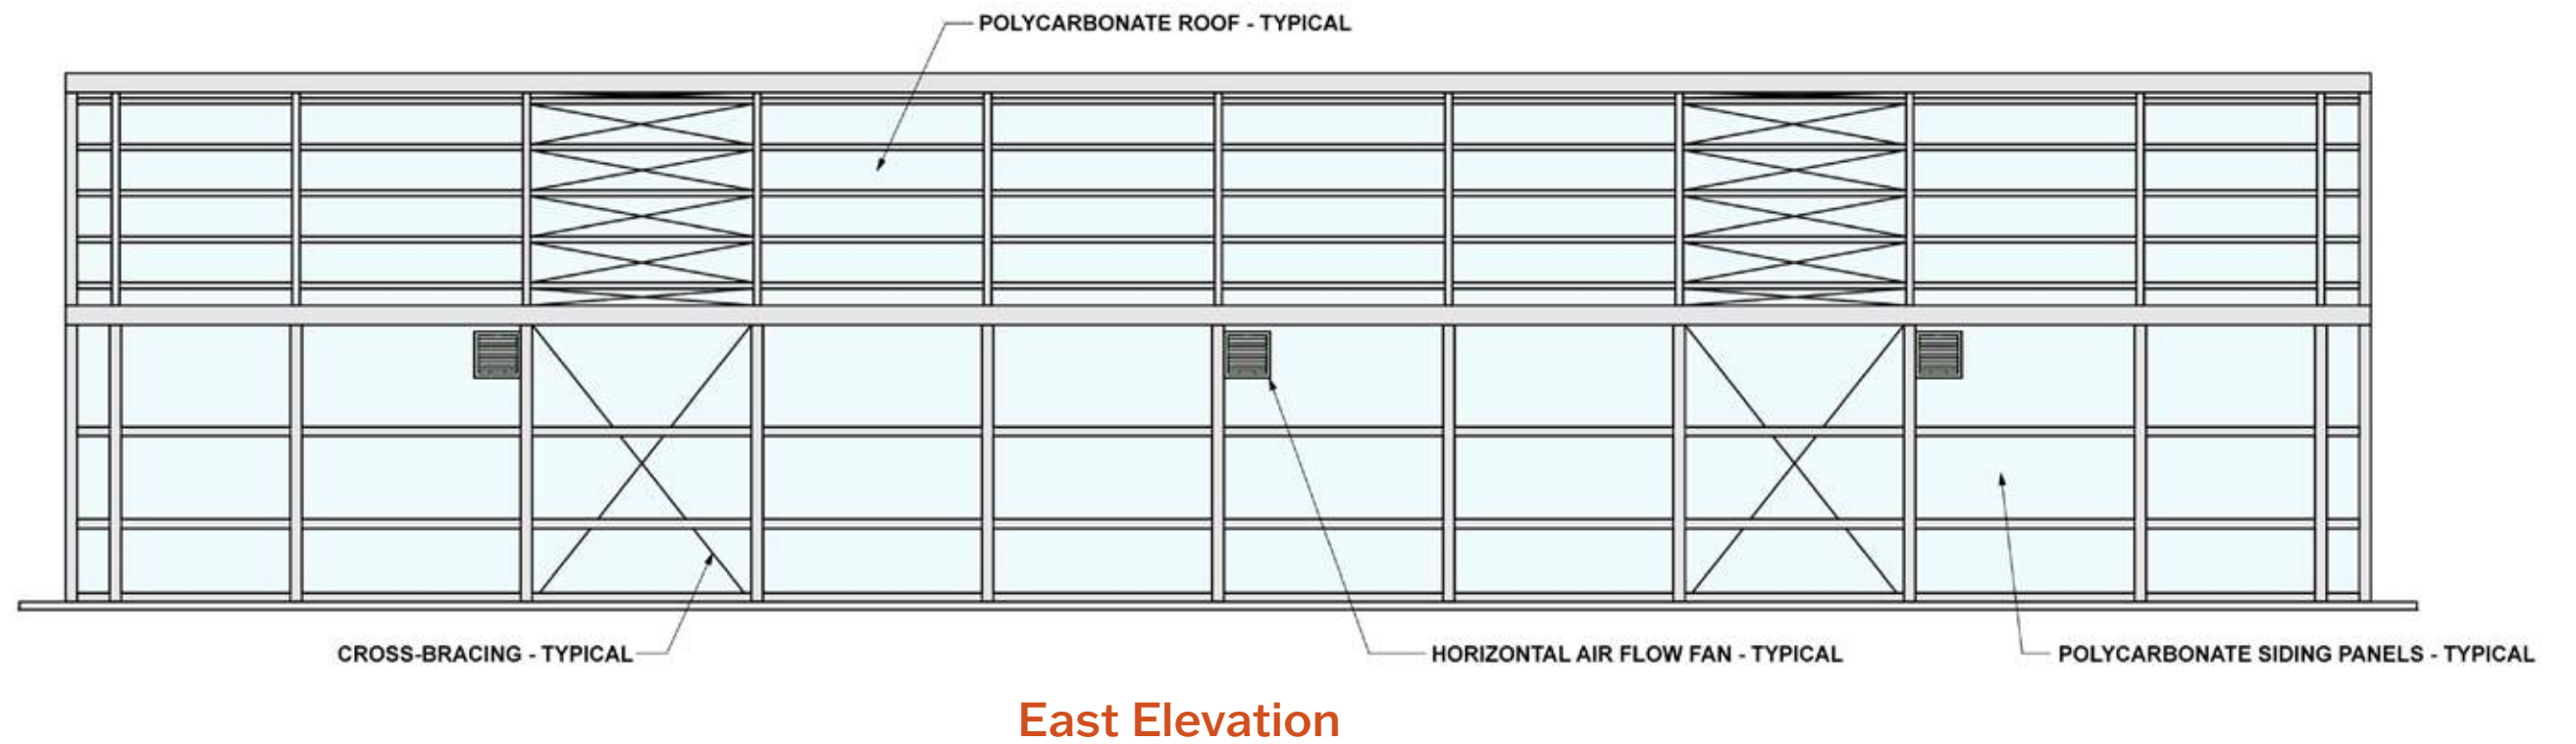 POLYCARBONATE ROOF - TYPICAL
CROSS-BRACING - TYPICAL
HORIZONTAL AIR FLOW FAN - TYPICAL
POLYCARBONATE SIDING PANELS - TYPICAL
East Elevation